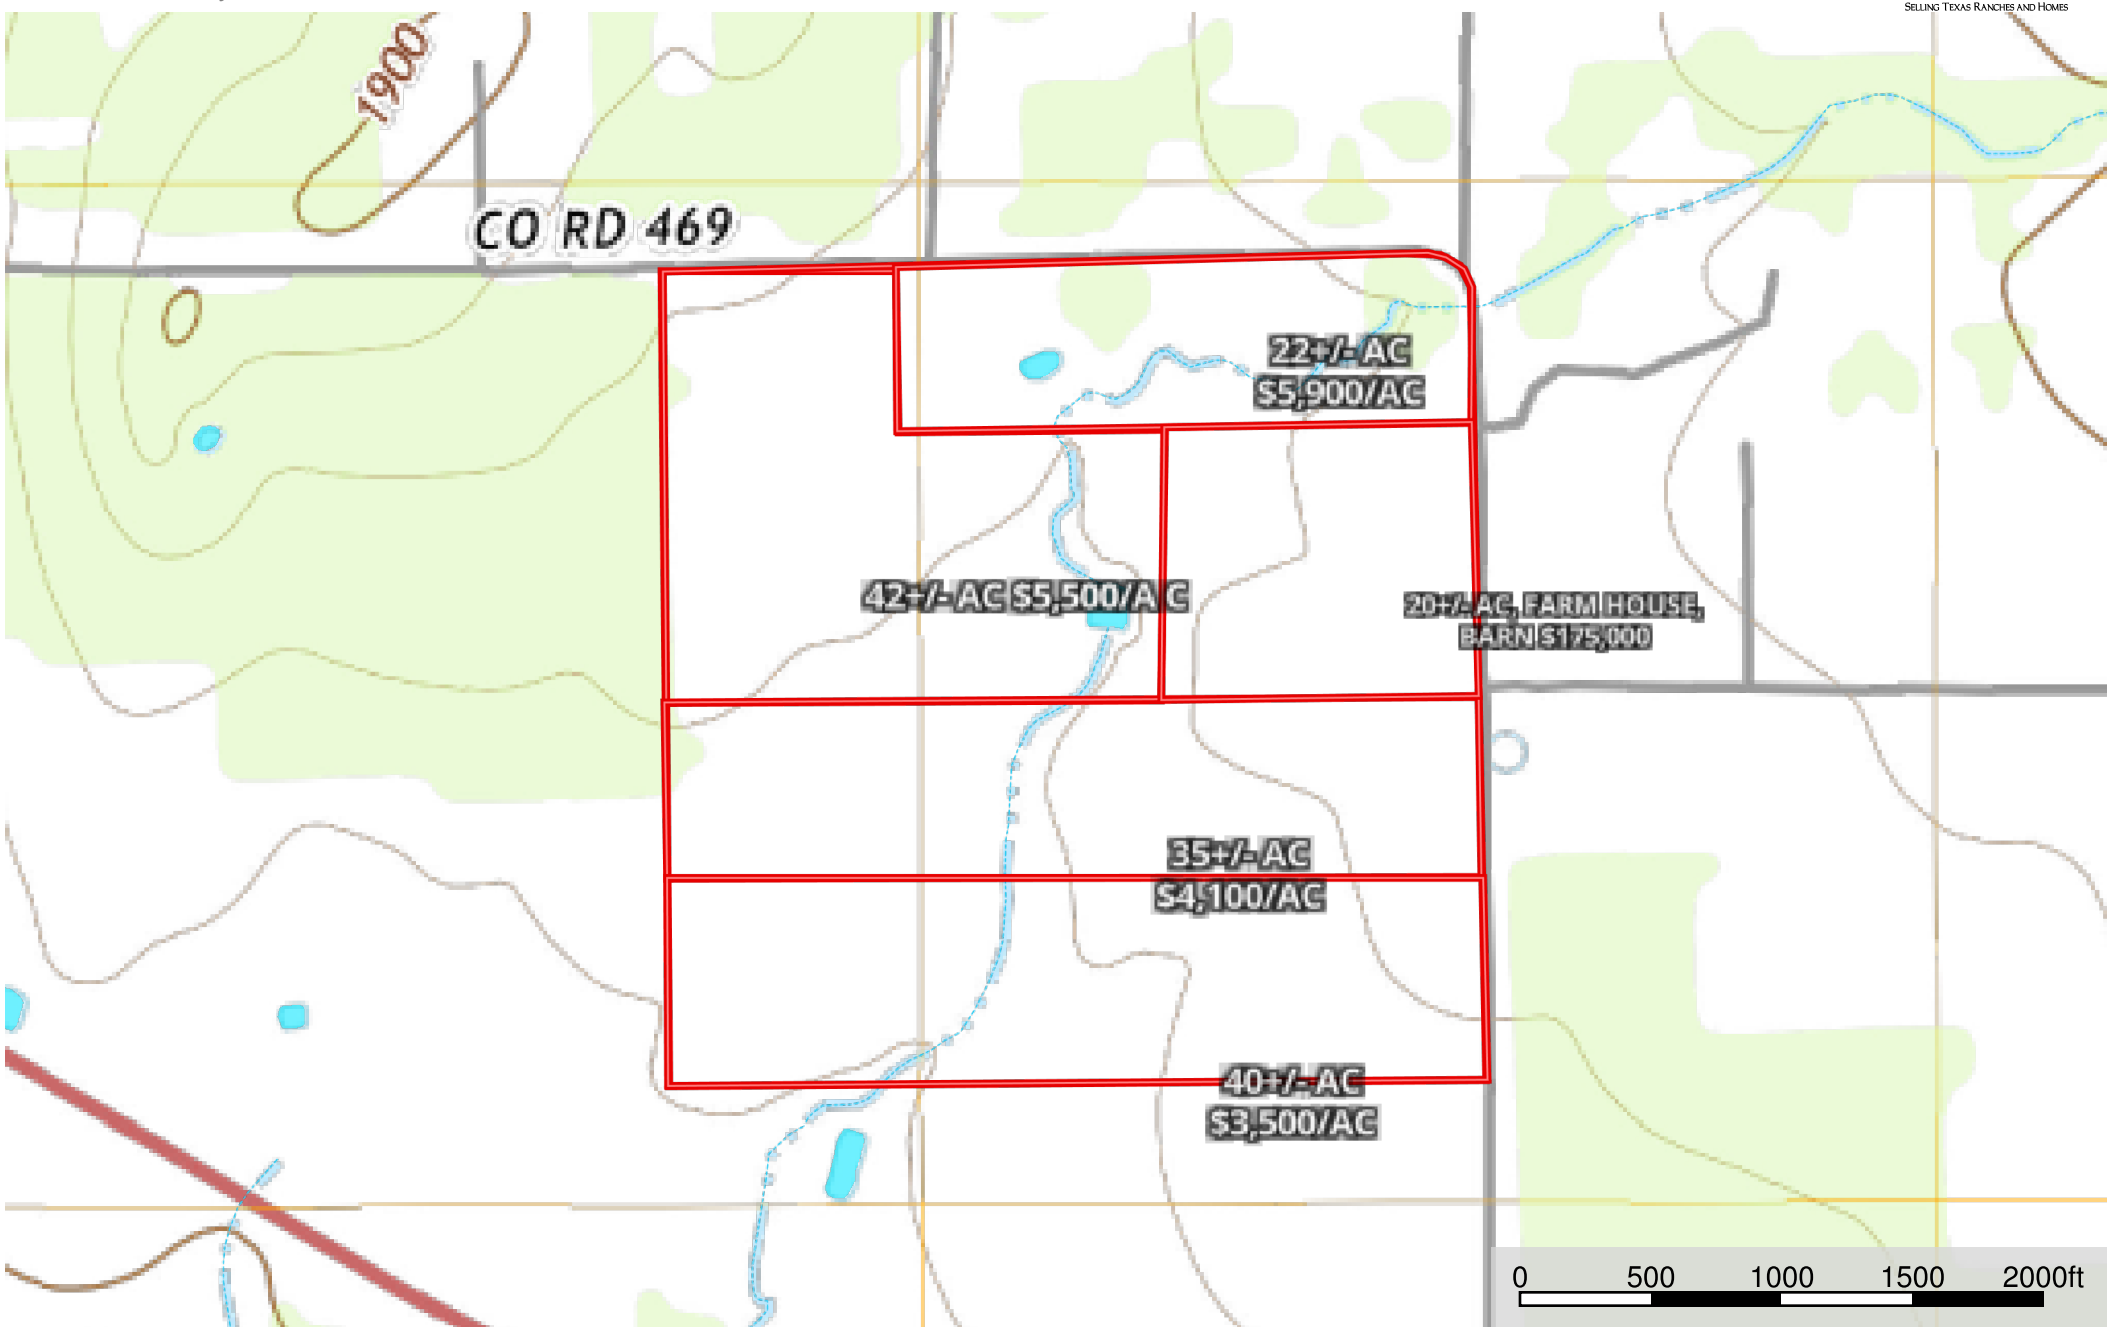 SELLING TEXAS RANCHES AND HOMES
1900
CO RD 469
22+/- AC
$5,900/AC
42+/- AC $5,500/A C
20+/- AC, FARM HOUSE,
BARN $175,000
35+/- AC
$4,100/AC
40+/- AC
$3,500/AC
0 500 1000 1500 2000ft